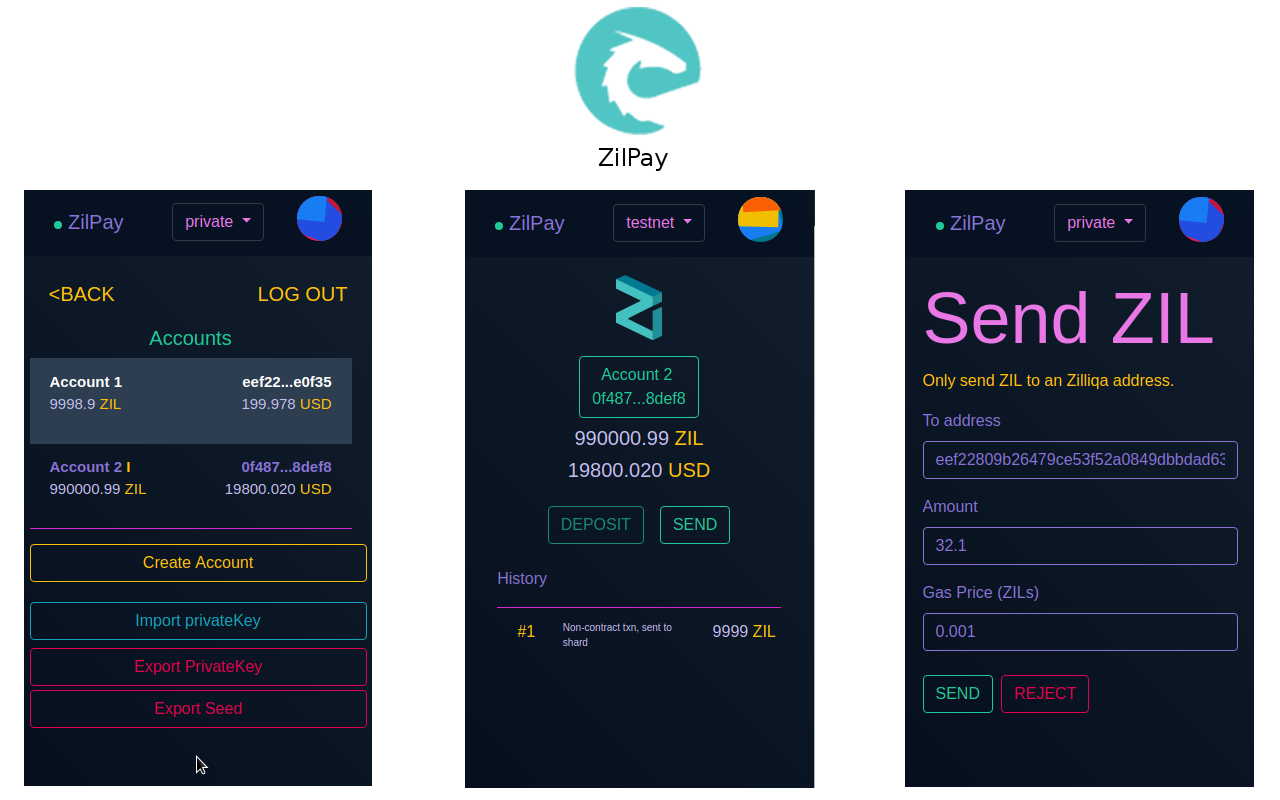 ZilPay
ZilPay private
<BACK LOG OUT
Accounts
Account 1 eef22...e0f35
9998.9 ZIL 199.978 USD
Account 2 I 0f487...8def8
990000.99 ZIL 19800.020 USD
Create Account
Import privateKey
Export PrivateKey
Export Seed
ZilPay testnet
Account 2
0f487...8def8
990000.99 ZIL
19800.020 USD
DEPOSIT SEND
History
#1 Non-contract txn, sent to 9999 ZIL
shard
ZilPay private
Send ZIL
Only send ZIL to an Zilliqa address.
To address
eef22809b26479ce53f52a0849dbbdad63
Amount
32.1
Gas Price (ZILs)
0.001
SEND REJECT